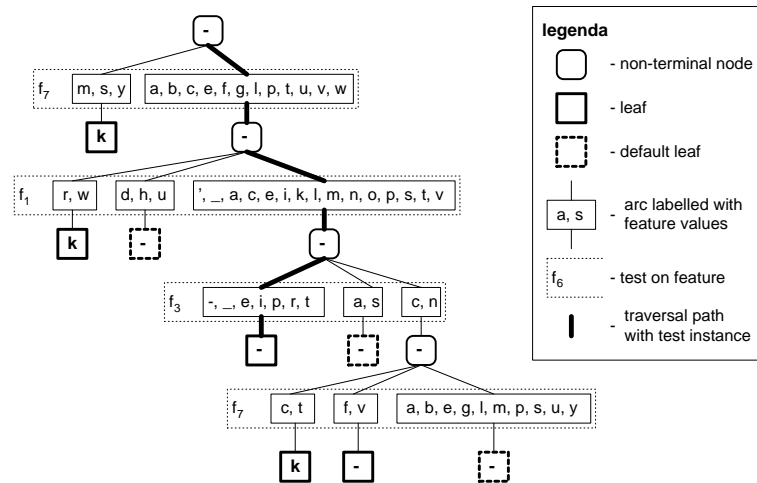 -
f7 m, s, y a, b, c, e, f, g, l, p, t, u, v, w
k -
f1 r, w d, h, u ', _, a, c, e, i, k, l, m, n, o, p, s, t, v
k - -
f3 -, _, e, i, p, r, t a, s c, n
- - -
f7 c, t f, v a, b, e, g, l, m, p, s, u, y
k - -
legenda
- non-terminal node
- leaf
- default leaf
a, s - arc labelled with
feature values
f6 - test on feature
- traversal path
with test instance